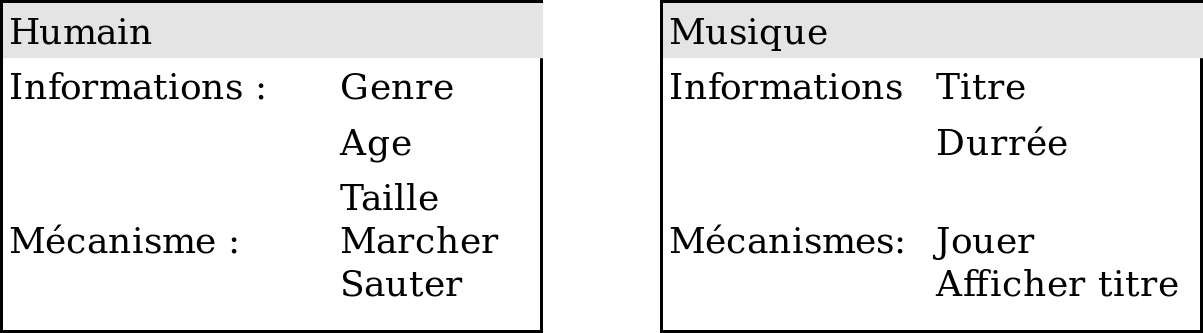 Humain
Informations : Genre
Age
Taille
Mécanisme : Marcher
Sauter
Musique
Informations Titre
Durrée
Mécanismes: Jouer
Afficher titre